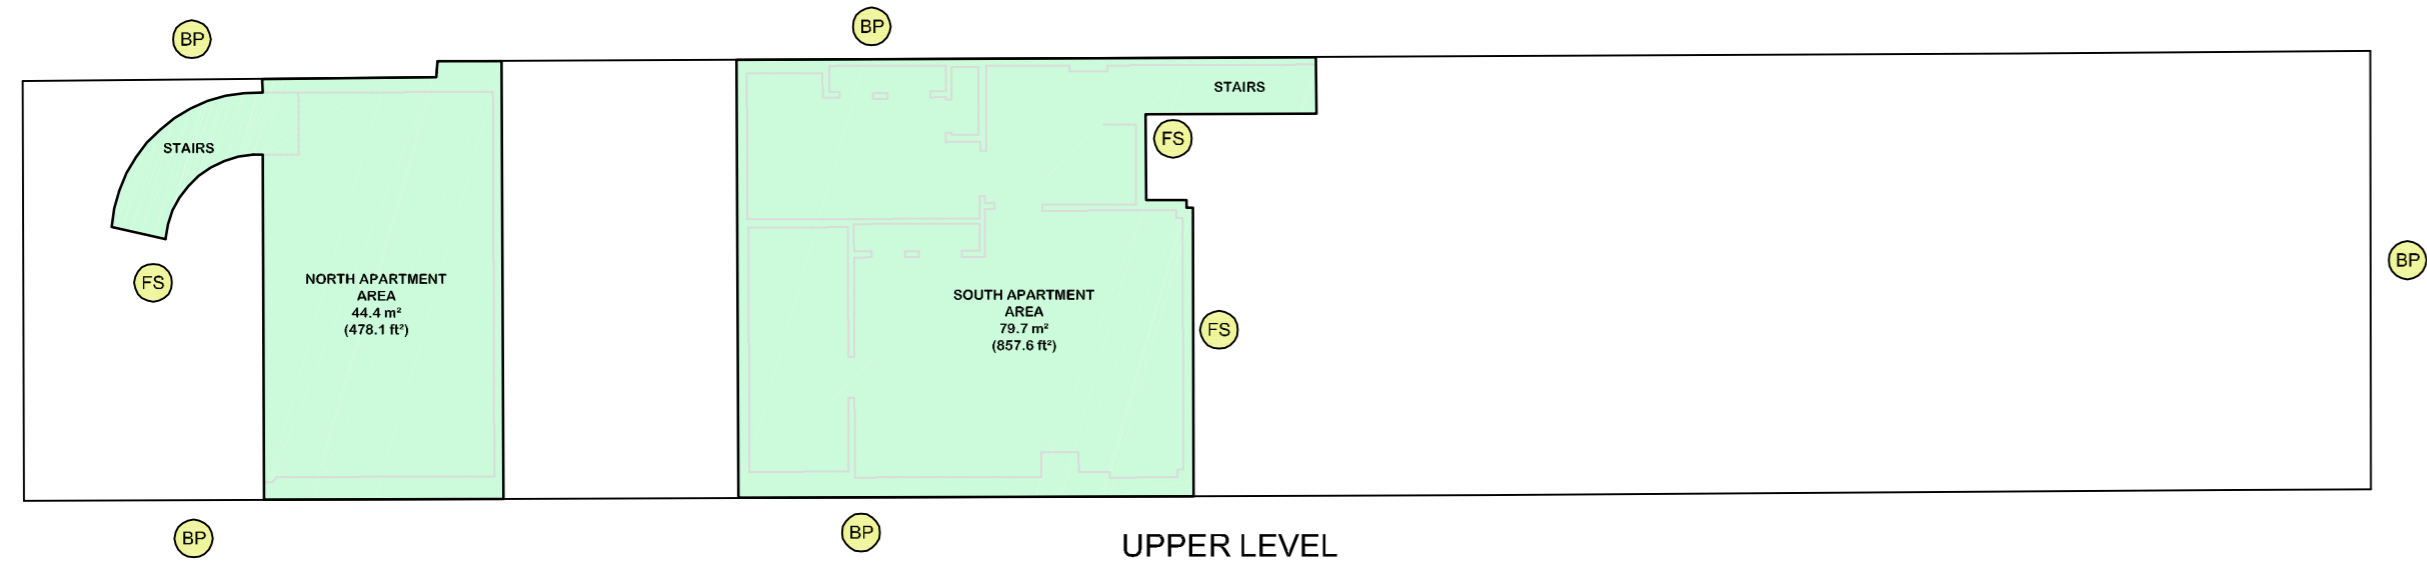 BP
BP
STAIRS
FS
STAIRS
BP
FS
NORTH APARTMENT
AREA
44.4 m²
(478.1 ft²)
SOUTH APARTMENT
AREA
79.7 m²
(857.6 ft²)
FS
BP
BP
UPPER LEVEL